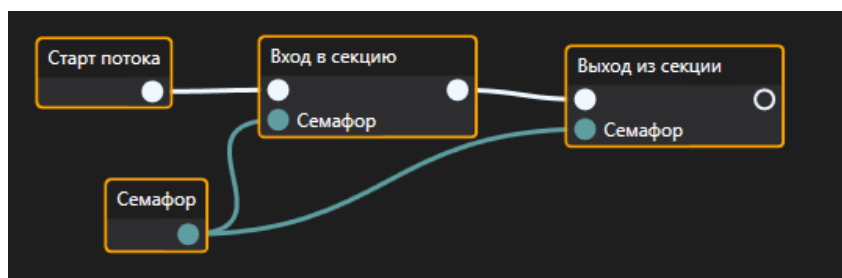 Старт потока
Вход в секцию
Семафор
Выход из секции
Семафор
Семафор